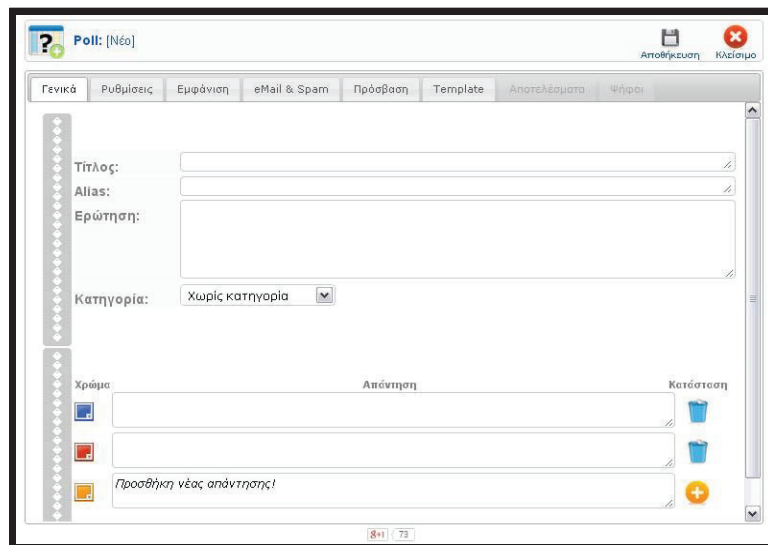 Poll: [Νέο]
Αποθήκευση Κλείσιμο
Γενικά Ρυθμίσεις Εμφάνιση eMail & Spam Πρόσβαση Template Αποτελέσματα Ψήφοι
Τίτλος:
Alias:
Ερώτηση:
Κατηγορία: Χωρίς κατηγορία
Χρώμα Απάντηση Κατάσταση
Προσθήκη νέας απάντησης!
g+1 73